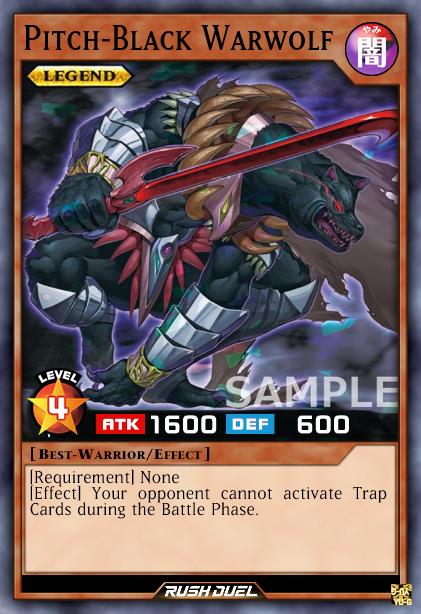 Pitch-Black Warwolf
やみ
闇
LEGEND
SAMPLE
LEVEL
4
ATK 1600 DEF 600
[Best-Warrior/Effect]
[Requirement] None
[Effect] Your opponent cannot activate Trap
Cards during the Battle Phase.
RUSH DUEL